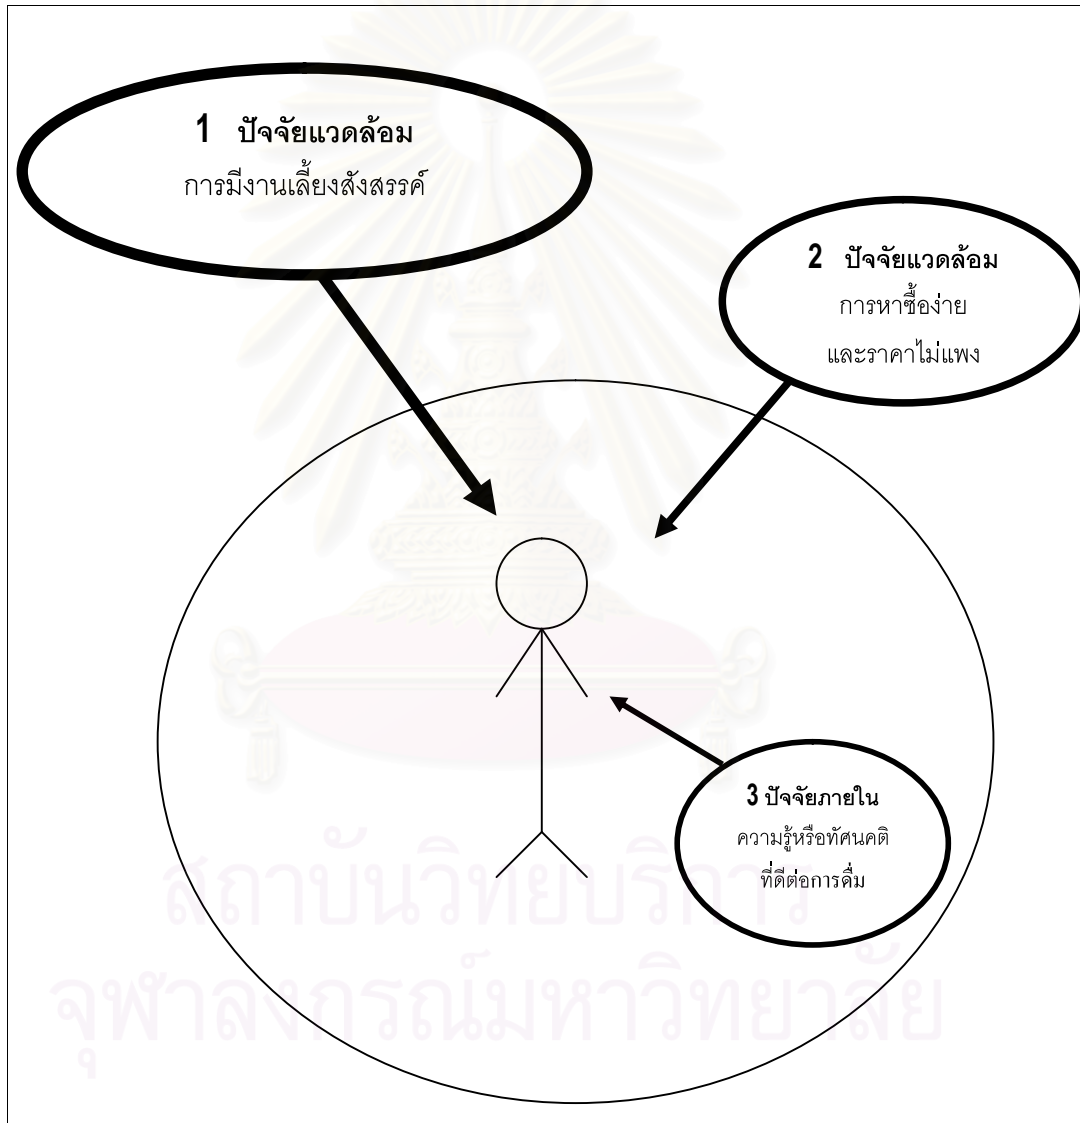 1 ปัจจัยแวดล้อม
การมีงานเลี้ยงสังสรรค์
2 ปัจจัยแวดล้อม
การหาซื้อง่าย
และราคาไม่แพง
3 ปัจจัยภายใน
ความรู้หรือทัศนคติ
ที่ดีต่อการดื่ม
สถาบันวิทยบริการ
จุฬาลงกรณ์มหาวิทยาลัย